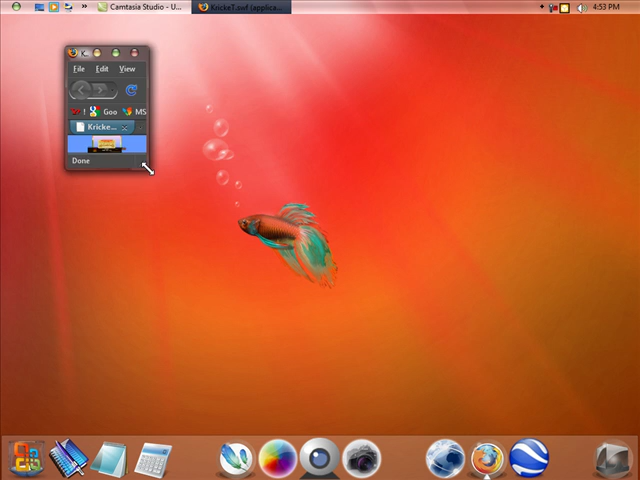 Camtasia Studio - U...
KrickeT.swf (applica...
4:53 PM
K...
File Edit View
! Goo MS
Kricke...
Done